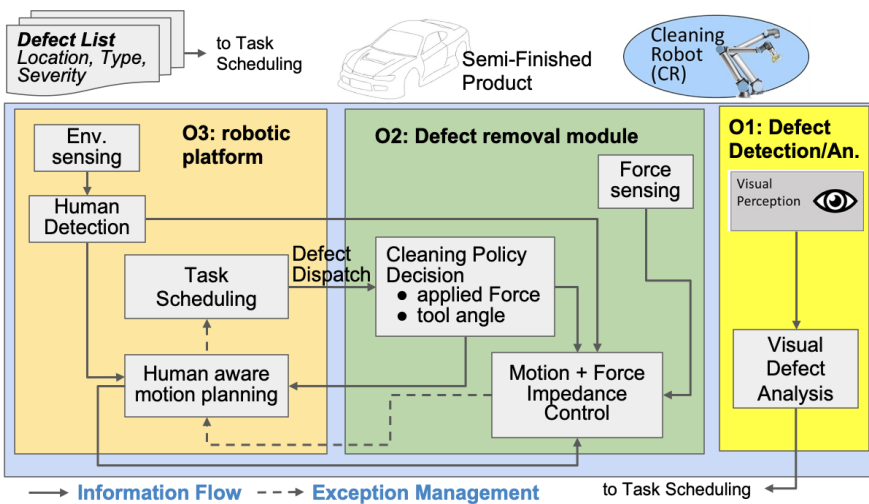 Defect List
Location, Type,
Severity
to Task
Scheduling
Semi-Finished
Product
Cleaning
Robot
(CR)
O3: robotic
platform
Env.
sensing
Human
Detection
Task
Scheduling
Defect
Dispatch
Human aware
motion planning
O2: Defect removal module
Force
sensing
Cleaning Policy
Decision
● applied Force
● tool angle
Motion + Force
Impedance
Control
O1: Defect
Detection/An.
Visual
Perception
Visual
Defect
Analysis
to Task Scheduling
Information Flow
Exception Management